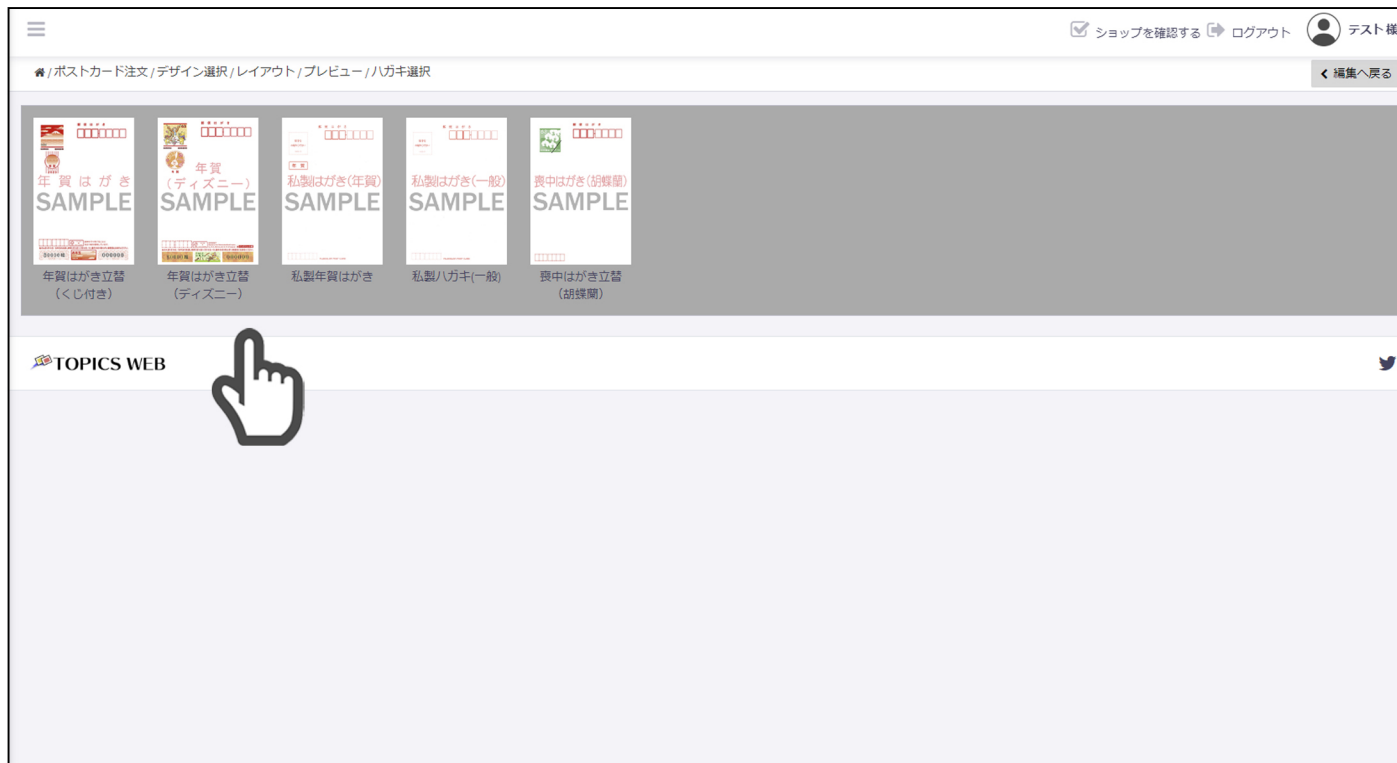 ショップを確認する ログアウト テスト様
/ポストカード注文/デザイン選択/レイアウト/プレビュー/ハガキ選択
編集へ戻る
年賀はがき
SAMPLE
年賀
(ディズニー)
SAMPLE
私製はがき(年賀)
SAMPLE
私製はがき(一般)
SAMPLE
喪中はがき(胡蝶蘭)
SAMPLE
年賀はがき立替
(くじ付き)
年賀はがき立替
(ディズニー)
私製年賀はがき
私製ハガキ(一般)
喪中はがき立替
(胡蝶蘭)
TOPICS WEB